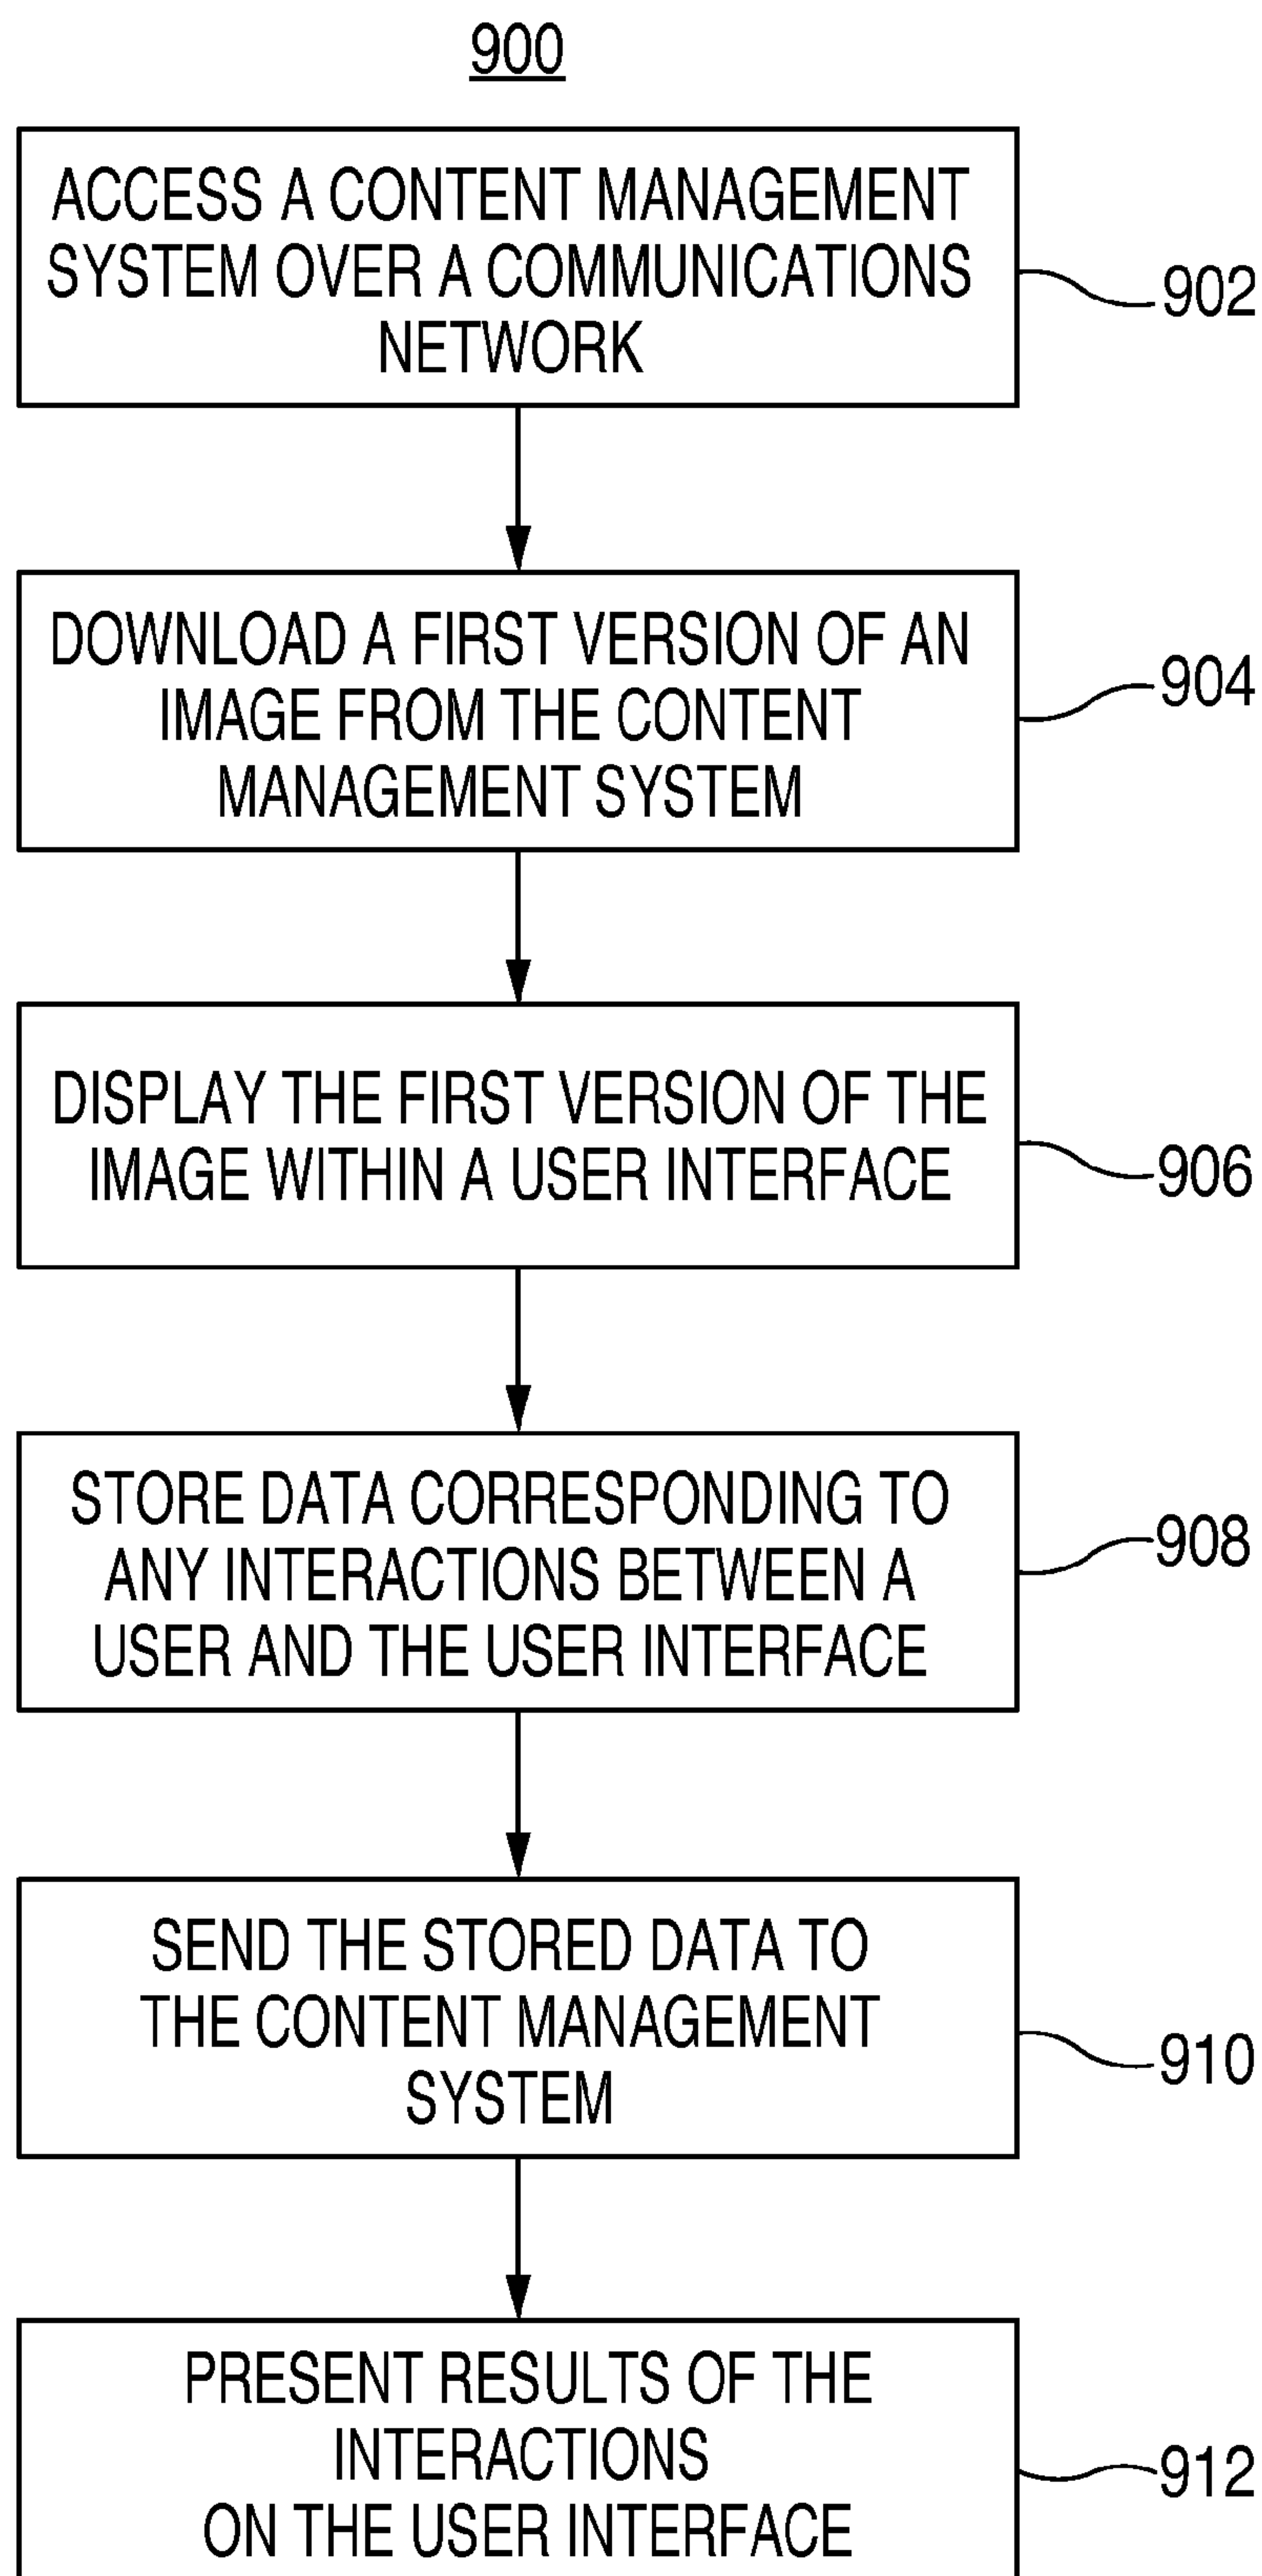 900
ACCESS A CONTENT MANAGEMENT
SYSTEM OVER A COMMUNICATIONS
NETWORK
902
DOWNLOAD A FIRST VERSION OF AN
IMAGE FROM THE CONTENT
MANAGEMENT SYSTEM
904
DISPLAY THE FIRST VERSION OF THE
IMAGE WITHIN A USER INTERFACE
906
STORE DATA CORRESPONDING TO
ANY INTERACTIONS BETWEEN A
USER AND THE USER INTERFACE
908
SEND THE STORED DATA TO
THE CONTENT MANAGEMENT
SYSTEM
910
PRESENT RESULTS OF THE
INTERACTIONS
ON THE USER INTERFACE
912